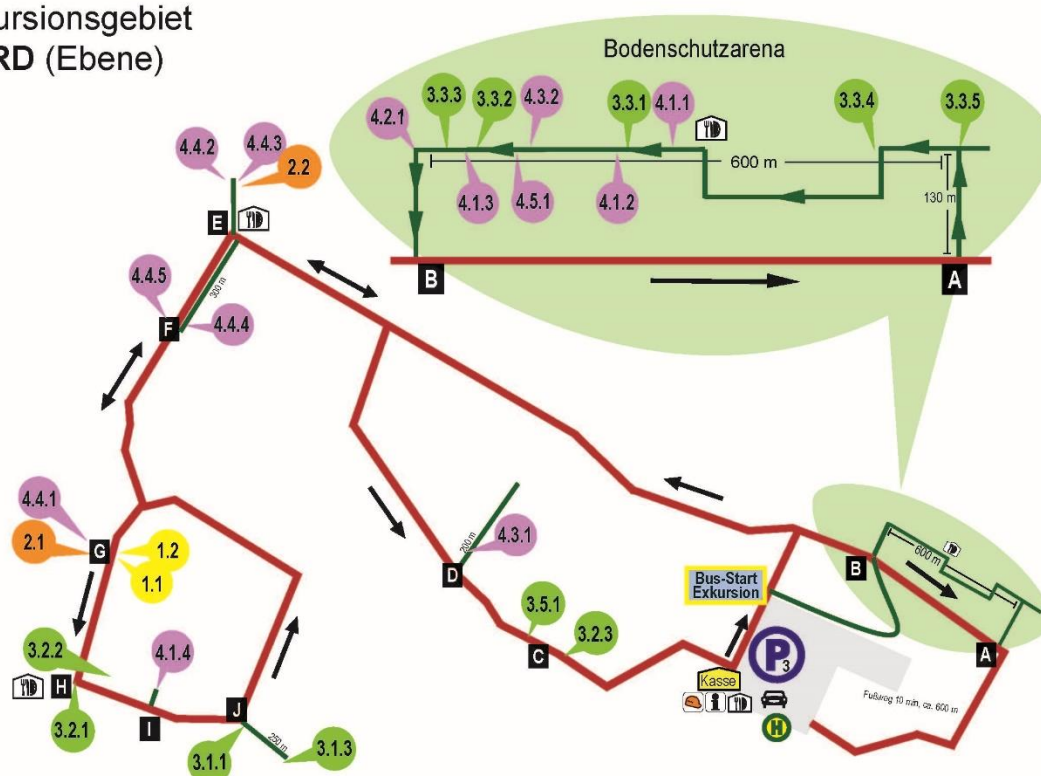 ursionsgebiet
RD (Ebene)
Bodenschutzarena
3.3.3
3.3.2
4.3.2
3.3.1
4.1.1
3.3.4
3.3.5
4.2.1
600 m
130 m
4.1.3
4.5.1
4.1.2
B
A
4.4.2
4.4.3
2.2
E
4.4.5
300 m
F
4.4.4
4.4.1
2.1
G
1.2
1.1
4.3.1
200 m
D
3.5.1
3.2.3
C
Bus-Start
Exkursion
B
600 m
A
P3
Kasse
i
H
Fußweg 10 min, ca. 600 m
3.2.2
4.1.4
H
3.2.1
I
J
250 m
3.1.1
3.1.3